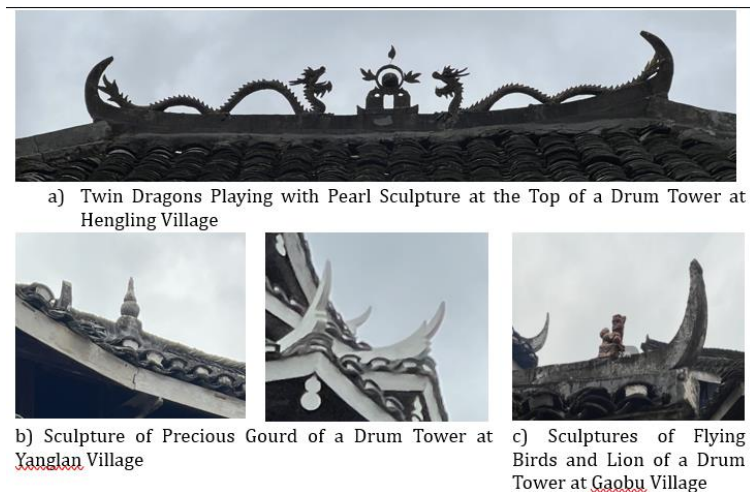 a) Twin Dragons Playing with Pearl Sculpture at the Top of a Drum Tower at
Hengling Village
b) Sculpture of Precious Gourd of a Drum Tower at
Yanglan Village
c) Sculptures of Flying
Birds and Lion of a Drum
Tower at Gaobu Village